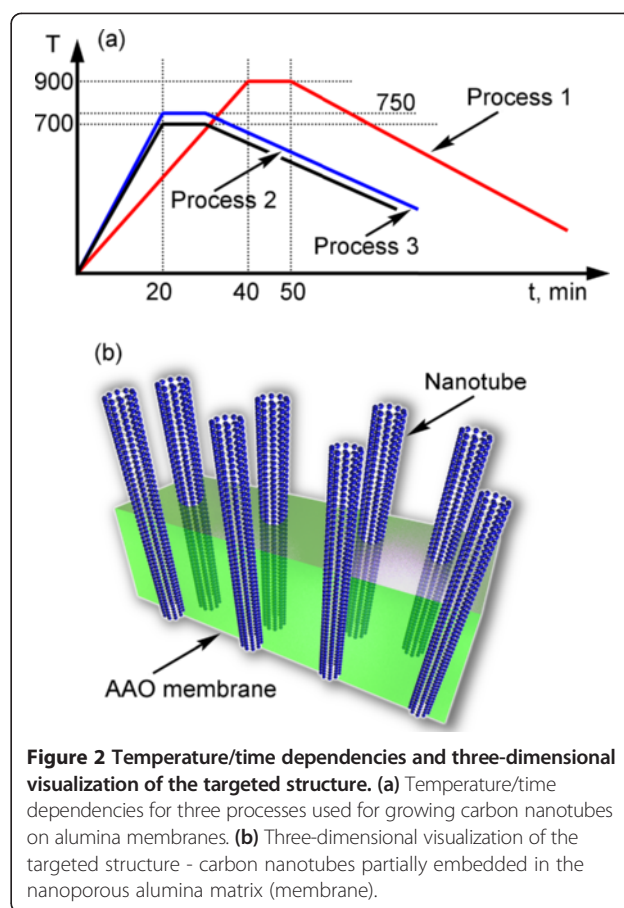 T
(a)
900
750
700
Process 1
Process 2
Process 3
20
40
50
t, min
(b)
Nanotube
AAO membrane
Figure 2 Temperature/time dependencies and three-dimensional
visualization of the targeted structure. (a) Temperature/time
dependencies for three processes used for growing carbon nanotubes
on alumina membranes. (b) Three-dimensional visualization of the
targeted structure - carbon nanotubes partially embedded in the
nanoporous alumina matrix (membrane).